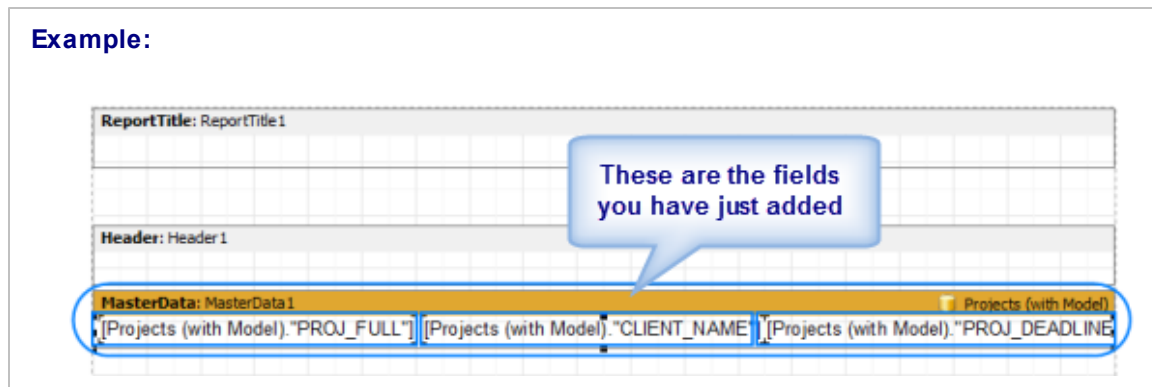 Example:
ReportTitle: ReportTitle1
These are the fields
you have just added
Header: Header1
MasterData: MasterData1 Projects (with Model)
[Projects (with Model)."PROJ_FULL"] [Projects (with Model)."CLIENT_NAME" [Projects (with Model)."PROJ_DEADLINE